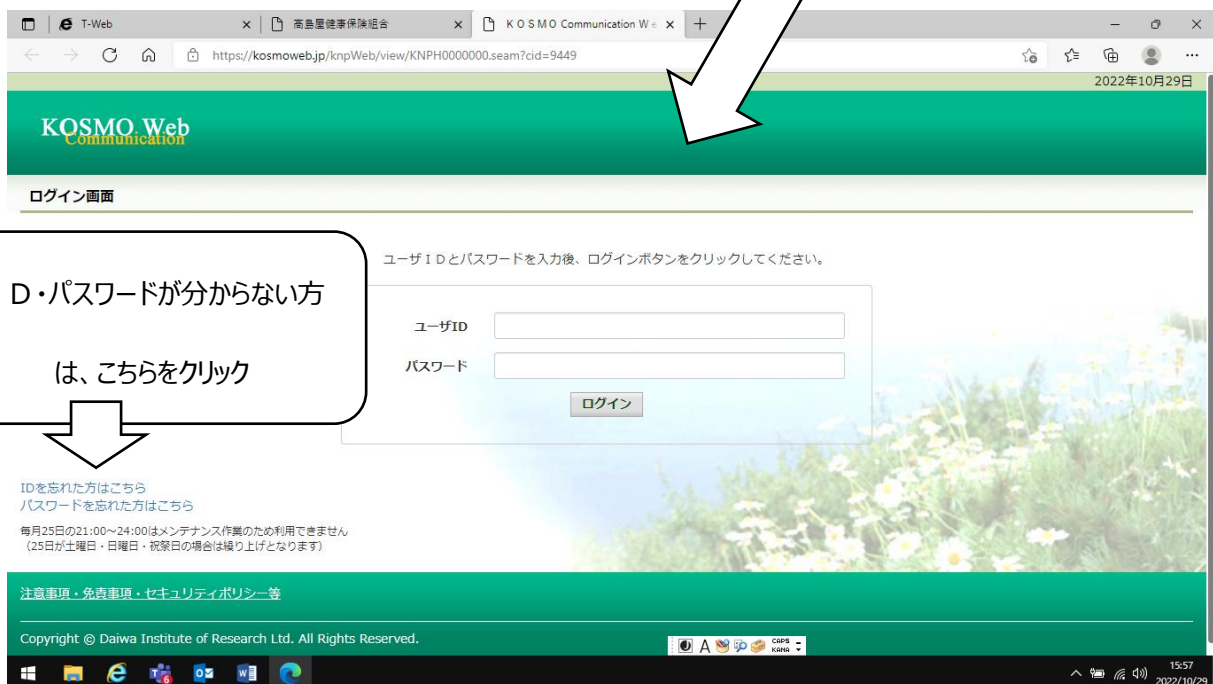 T-Web
高島屋健康保険組合
KOSMO Communication We
https://kosmoweb.jp/knpWeb/view/KNPH0000000.seam?cid=9449
2022年10月29日
KOSMO Web
Communication
ログイン画面
ユーザIDとパスワードを入力後、ログインボタンをクリックしてください。
D・パスワードが分からない方
は、こちらをクリック
ユーザID
パスワード
ログイン
IDを忘れた方はこちら
パスワードを忘れた方はこちら
毎月25日の21:00~24:00はメンテナンス作業のため利用できません
(25日が土曜日・日曜日・祝祭日の場合は繰り上げとなります)
注意事項・免責事項・セキュリティポリシー等
Copyright © Daiwa Institute of Research Ltd. All Rights Reserved.
A CAPS
KANA
15:57
2022/10/29